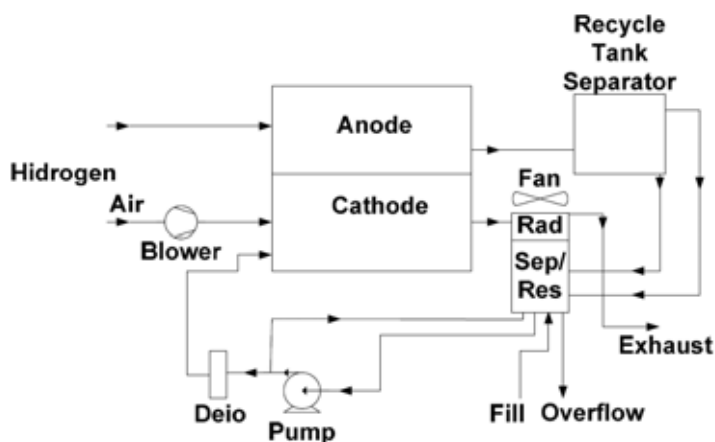 Recycle
Tank
Separator
Anode
Hidrogen
Fan
Air
Cathode
Rad
Blower
Sep/
Res
Exhaust
Deio
Fill
Overflow
Pump